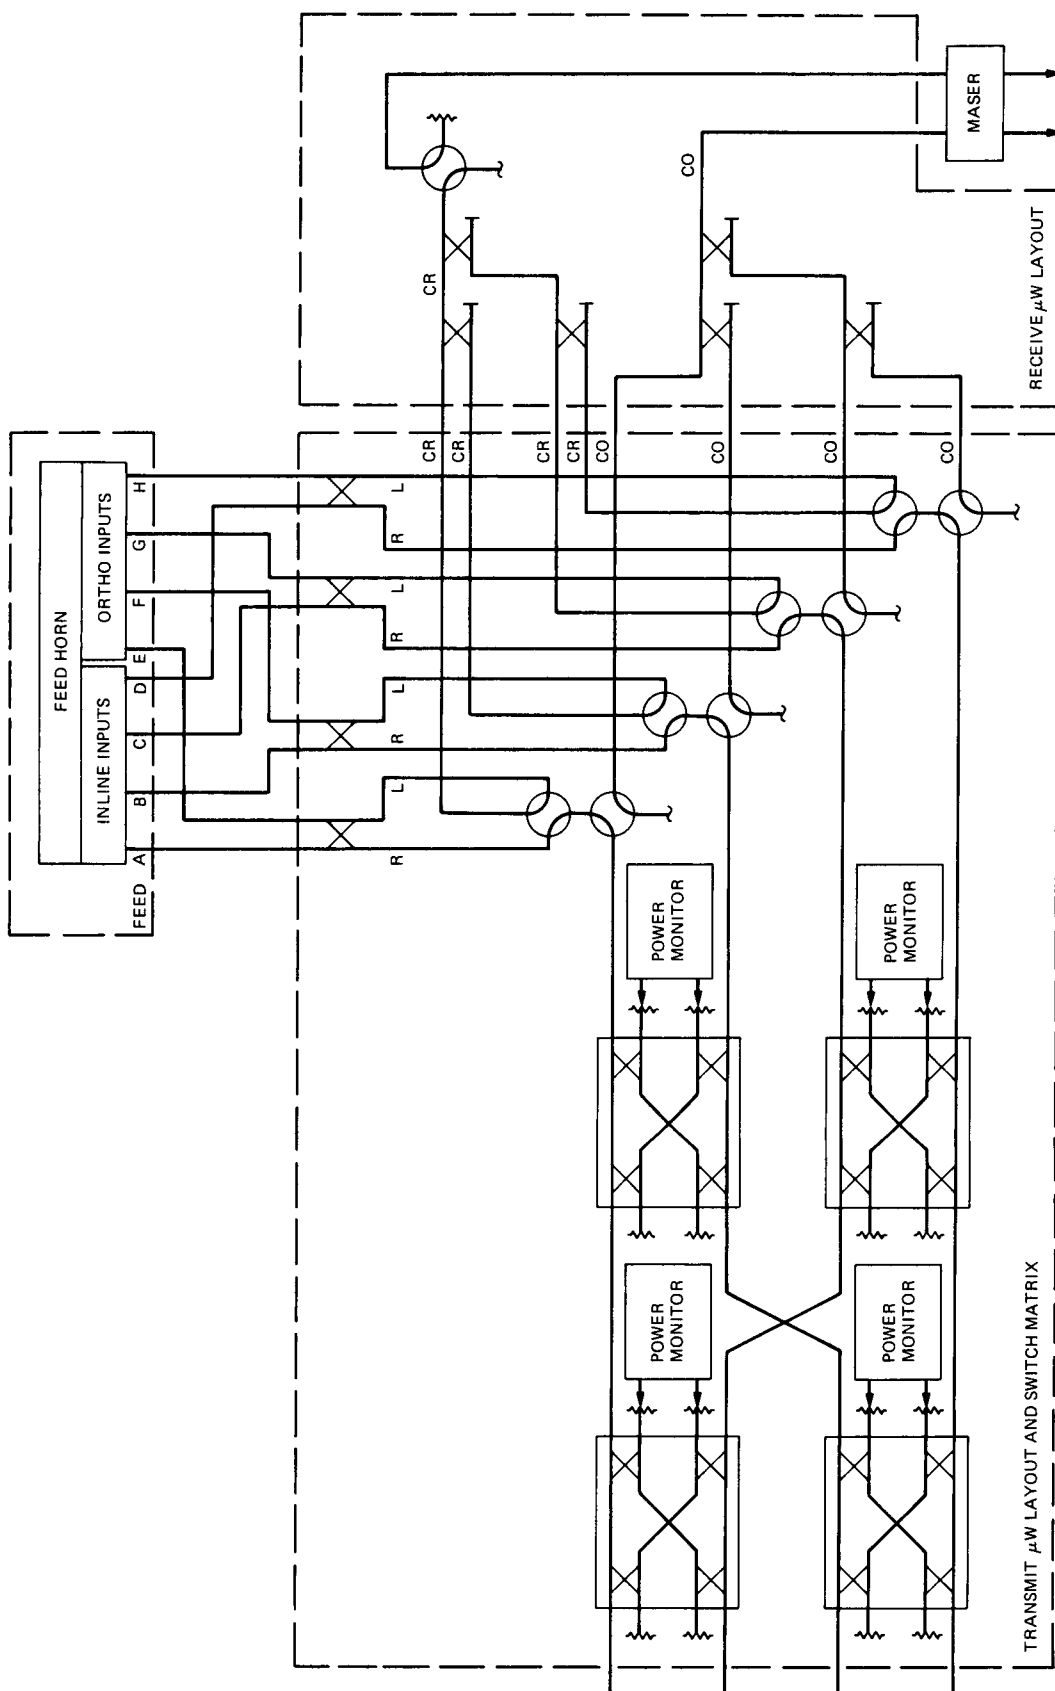 FEED HORN
INLINE INPUTS
ORTHO INPUTS
FEED
A
B
C
D
E
F
G
H
R
L
R
L
R
L
R
L
CR
CR
CR
CR
CO
CO
CO
CO
CR
CO
MASER
RECEIVE μW LAYOUT
POWER
MONITOR
POWER
MONITOR
POWER
MONITOR
POWER
MONITOR
TRANSMIT μW LAYOUT AND SWITCH MATRIX